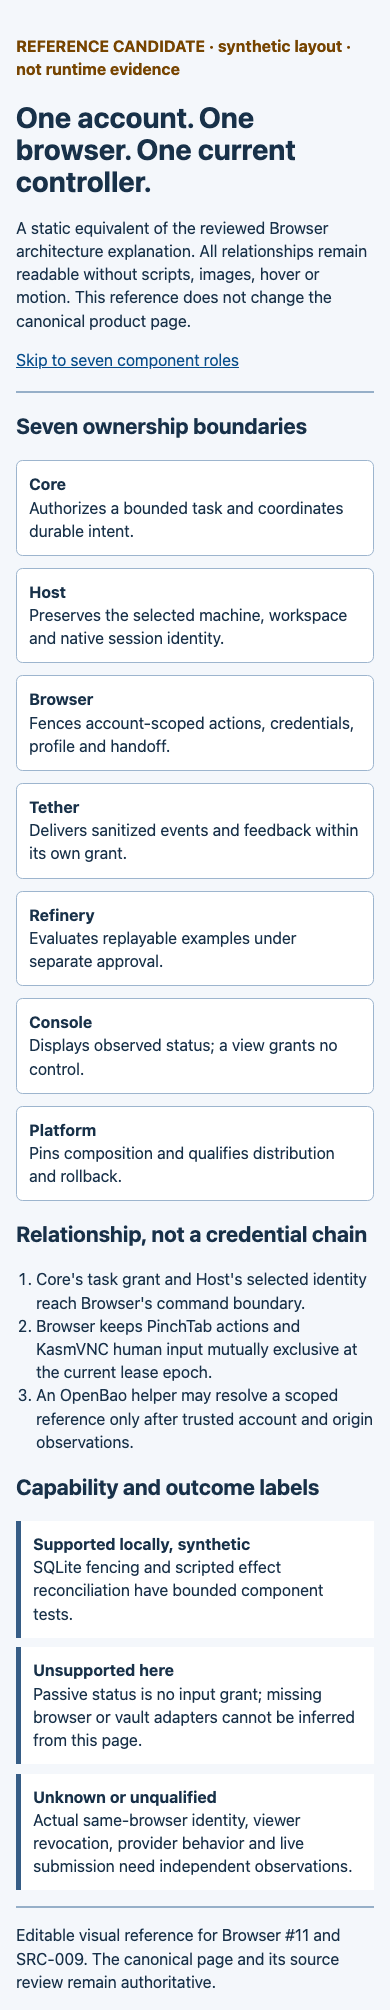 REFERENCE CANDIDATE · synthetic layout ·
not runtime evidence
One account. One
browser. One current
controller.
A static equivalent of the reviewed Browser
architecture explanation. All relationships remain
readable without scripts, images, hover or
motion. This reference does not change the
canonical product page.
Skip to seven component roles
Seven ownership boundaries
Core
Authorizes a bounded task and coordinates
durable intent.
Host
Preserves the selected machine, workspace
and native session identity.
Browser
Fences account-scoped actions, credentials,
profile and handoff.
Tether
Delivers sanitized events and feedback within
its own grant.
Refinery
Evaluates replayable examples under
separate approval.
Console
Displays observed status; a view grants no
control.
Platform
Pins composition and qualifies distribution
and rollback.
Relationship, not a credential chain
1. Core's task grant and Host's selected identity
reach Browser's command boundary.
2. Browser keeps PinchTab actions and
KasmVNC human input mutually exclusive at
the current lease epoch.
3. An OpenBao helper may resolve a scoped
reference only after trusted account and origin
observations.
Capability and outcome labels
Supported locally, synthetic
SQLite fencing and scripted effect
reconciliation have bounded component
tests.
Unsupported here
Passive status is no input grant; missing
browser or vault adapters cannot be inferred
from this page.
Unknown or unqualified
Actual same-browser identity, viewer
revocation, provider behavior and live
submission need independent observations.
Editable visual reference for Browser #11 and
SRC-009. The canonical page and its source
review remain authoritative.